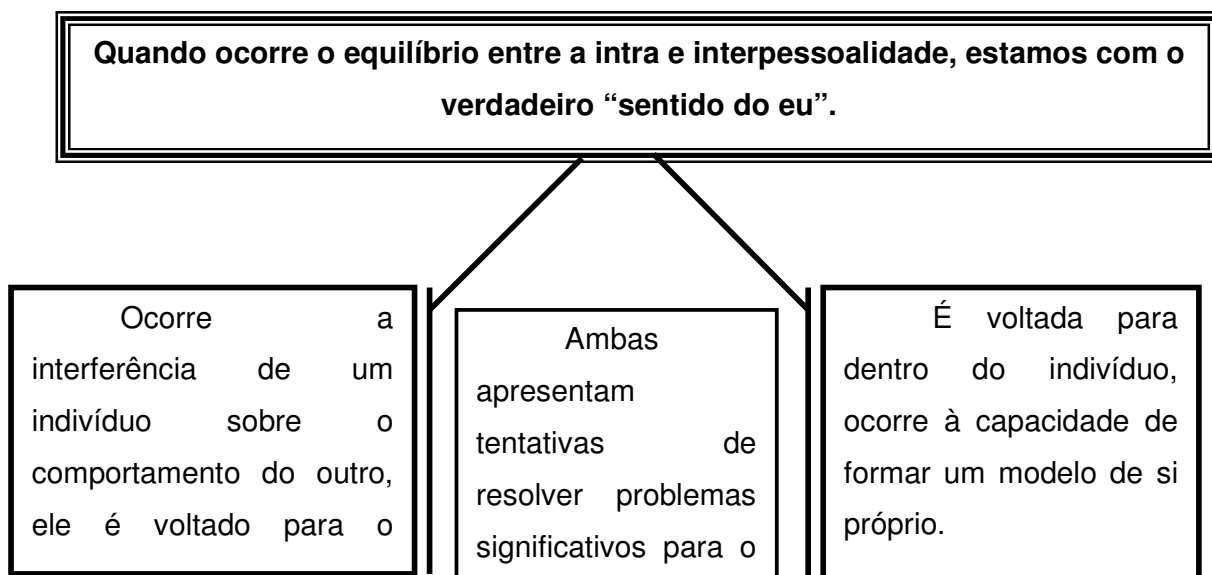 Quando ocorre o equilíbrio entre a intra e interpessoalidade, estamos com o
verdadeiro “sentido do eu”.
Ocorre a
interferência de um
indivíduo sobre o
comportamento do outro,
ele é voltado para o
Ambas
apresentam
tentativas de
resolver problemas
significativos para o
É voltada para
dentro do indivíduo,
ocorre à capacidade de
formar um modelo de si
próprio.